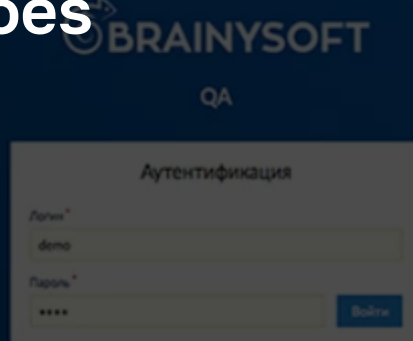 oes
BRAINYSOFT
QA
Аутентификация
Логин*
demo
Пароль*
••••
Войти